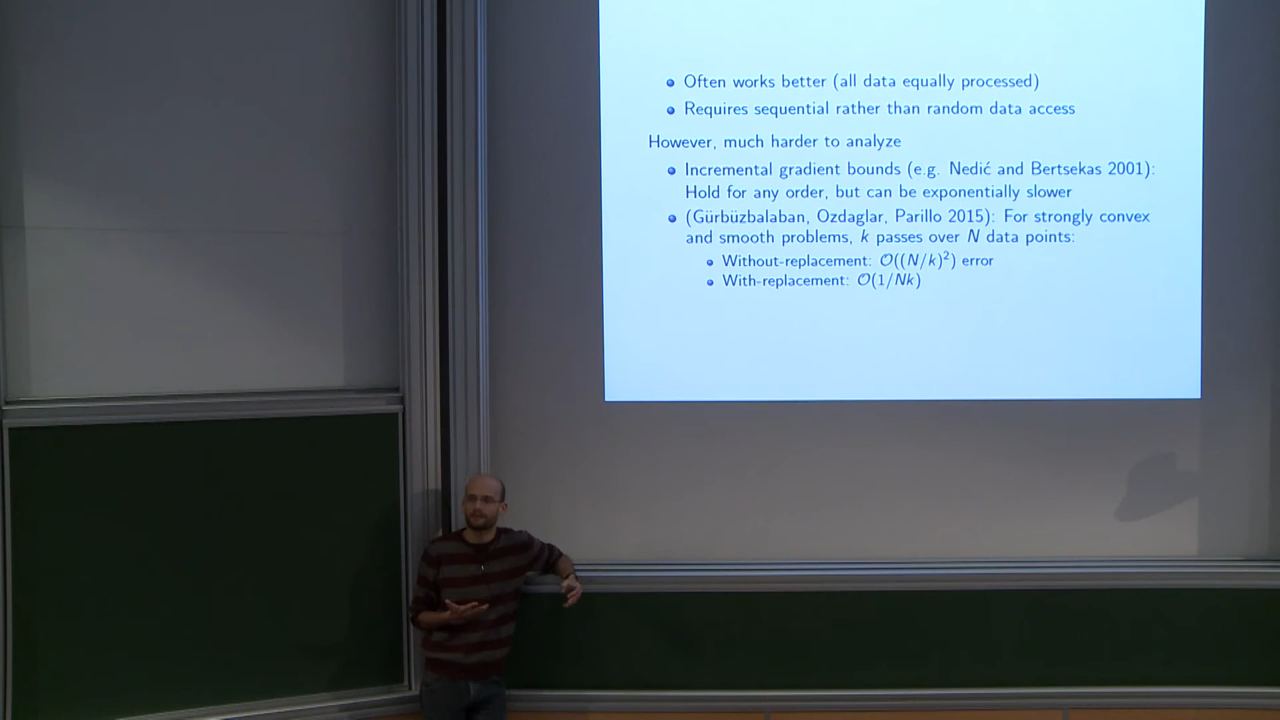 Often works better (all data equally processed)
Requires sequential rather than random data access
However, much harder to analyze
Incremental gradient bounds (e.g. Nedić and Bertsekas 2001):
Hold for any order, but can be exponentially slower
(Gürbüzbalaban, Ozdaglar, Parillo 2015): For strongly convex
and smooth problems, k passes over N data points:
Without-replacement: O((N/k)²) error
With-replacement: O(1/Nk)